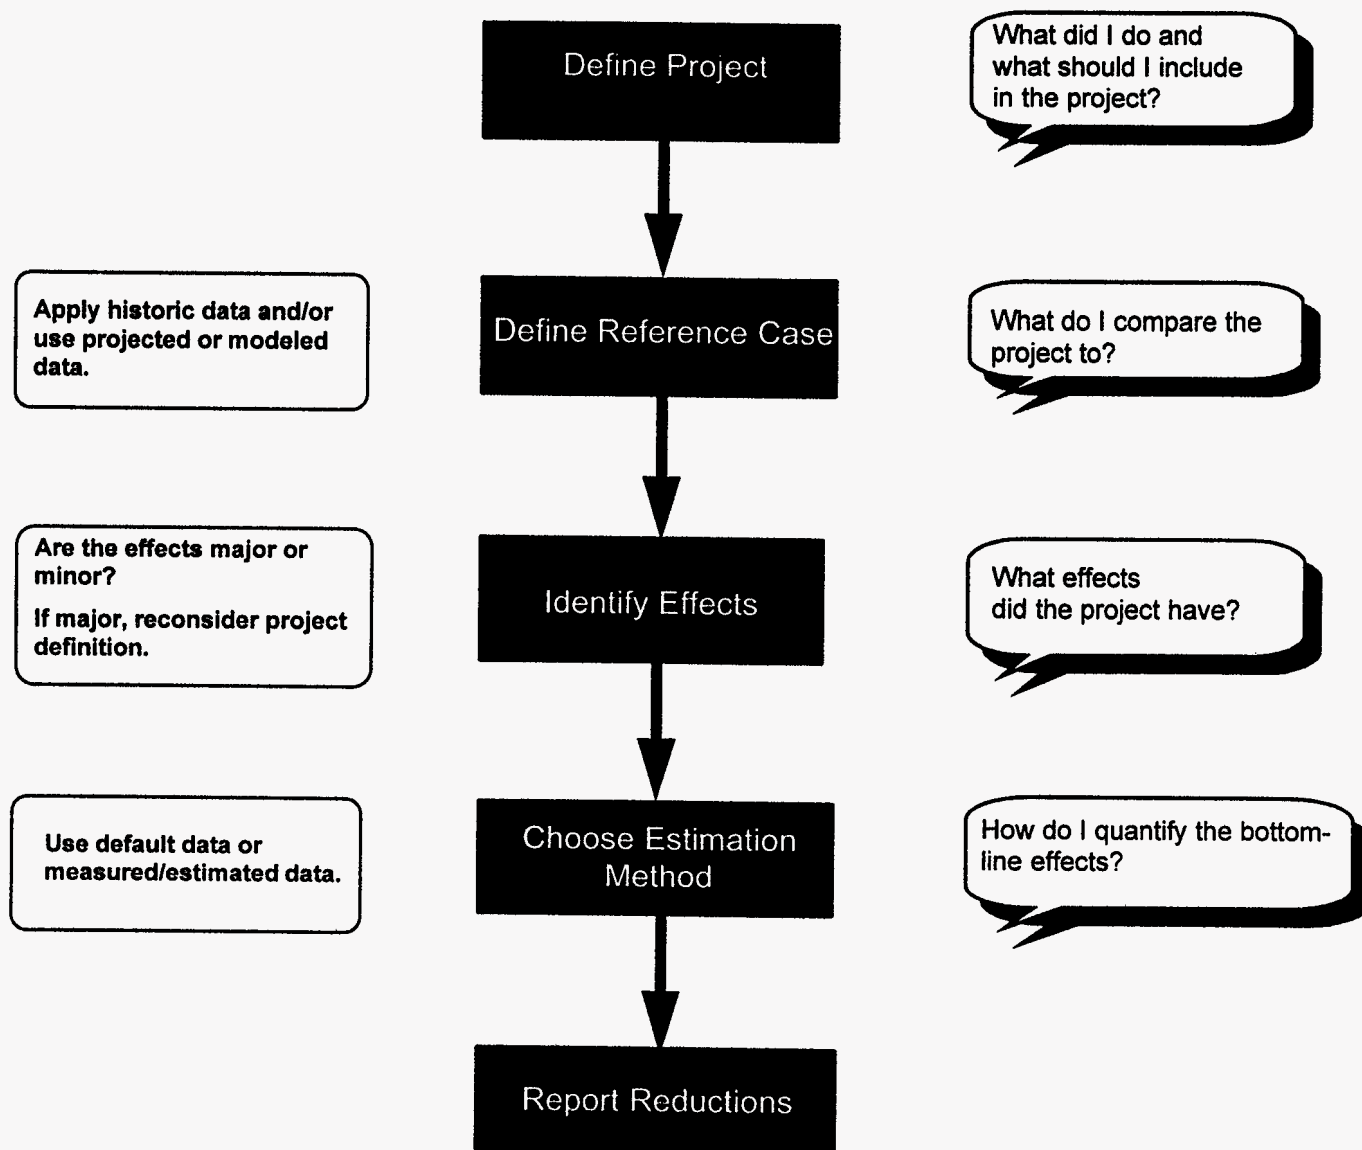 Define Project
What did I do and
what should I include
in the project?
Apply historic data and/or
use projected or modeled
data.
Define Reference Case
What do I compare the
project to?
Are the effects major or
minor?
If major, reconsider project
definition.
Identify Effects
What effects
did the project have?
Use default data or
measured/estimated data.
Choose Estimation
Method
How do I quantify the bottom-
line effects?
Report Reductions